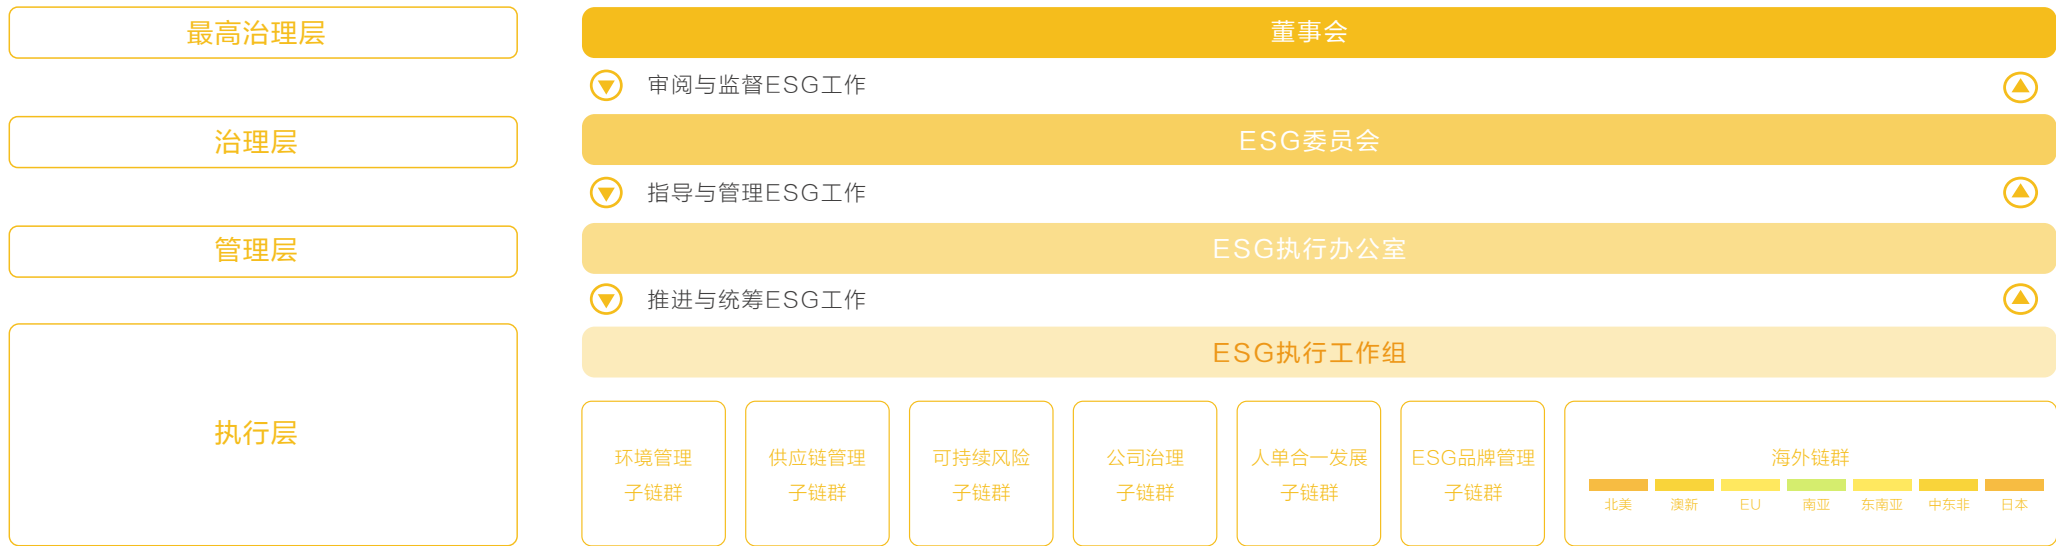 最高治理层
董事会
审阅与监督ESG工作
治理层
ESG委员会
指导与管理ESG工作
管理层
ESG执行办公室
推进与统筹ESG工作
执行层
ESG执行工作组
环境管理
子链群
供应链管理
子链群
可持续风险
子链群
公司治理
子链群
人单合一发展
子链群
ESG品牌管理
子链群
海外链群
北美
澳新
EU
南亚
东南亚
中东非
日本